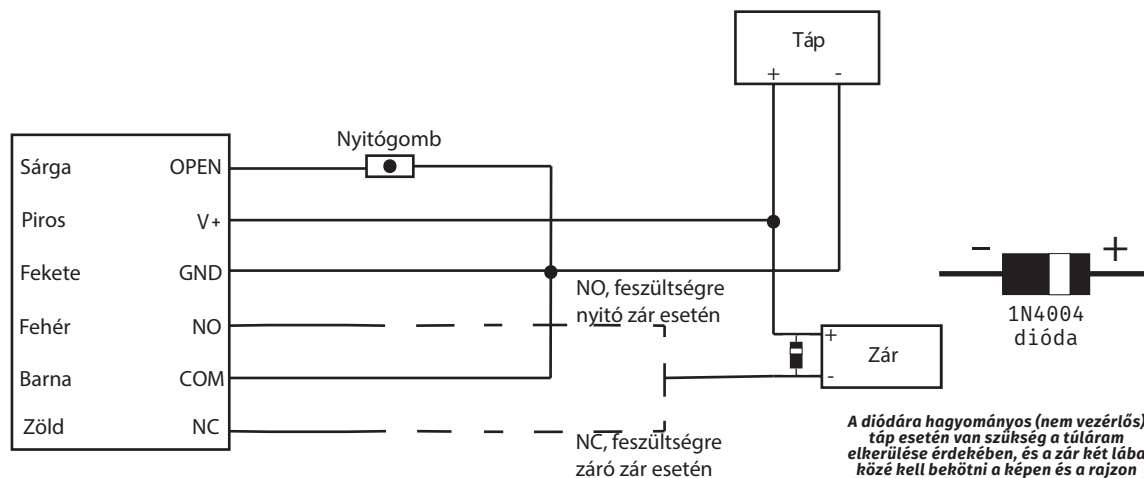 Táp
+ -
Nyitógomb
Sárga OPEN
Piros V+
Fekete GND
Fehér NO
Barna COM
Zöld NC
NO, feszültségre
nyitó zár esetén
NC, feszültségre
záró zár esetén
+
Zár
-
- +
1N4004
dióda
A diódára hagyományos (nem vezérlős)
táp esetén van szükség a túláram
elkerülése érdekében, és a zár két lába
közé kell bekötni a képen és a rajzon